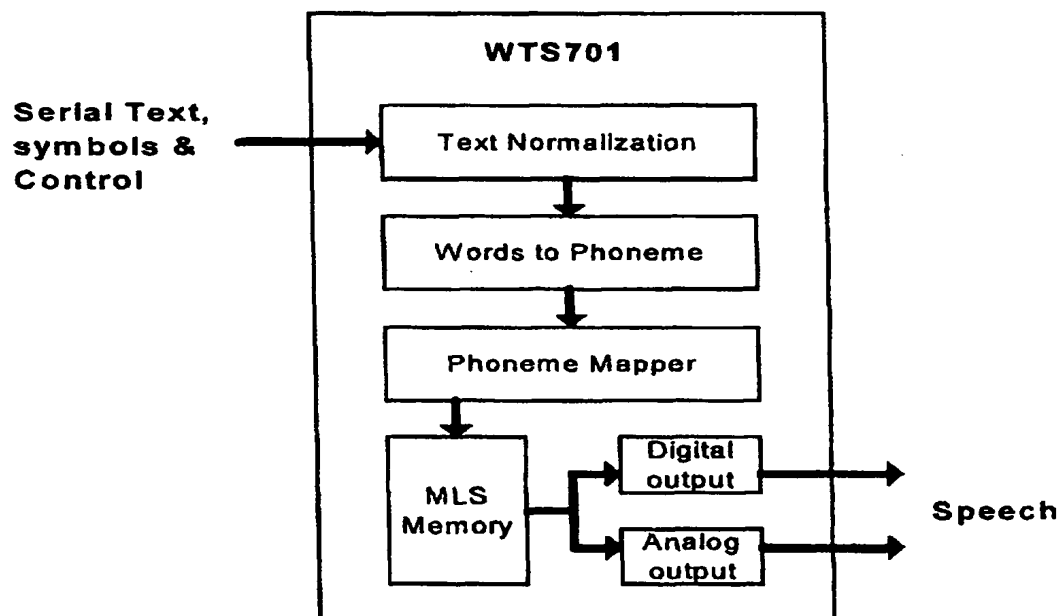 WTS701
Serial Text,
symbols &
Control
Text Normalization
Words to Phoneme
Phoneme Mapper
MLS
Memory
Digital
output
Analog
output
Speech